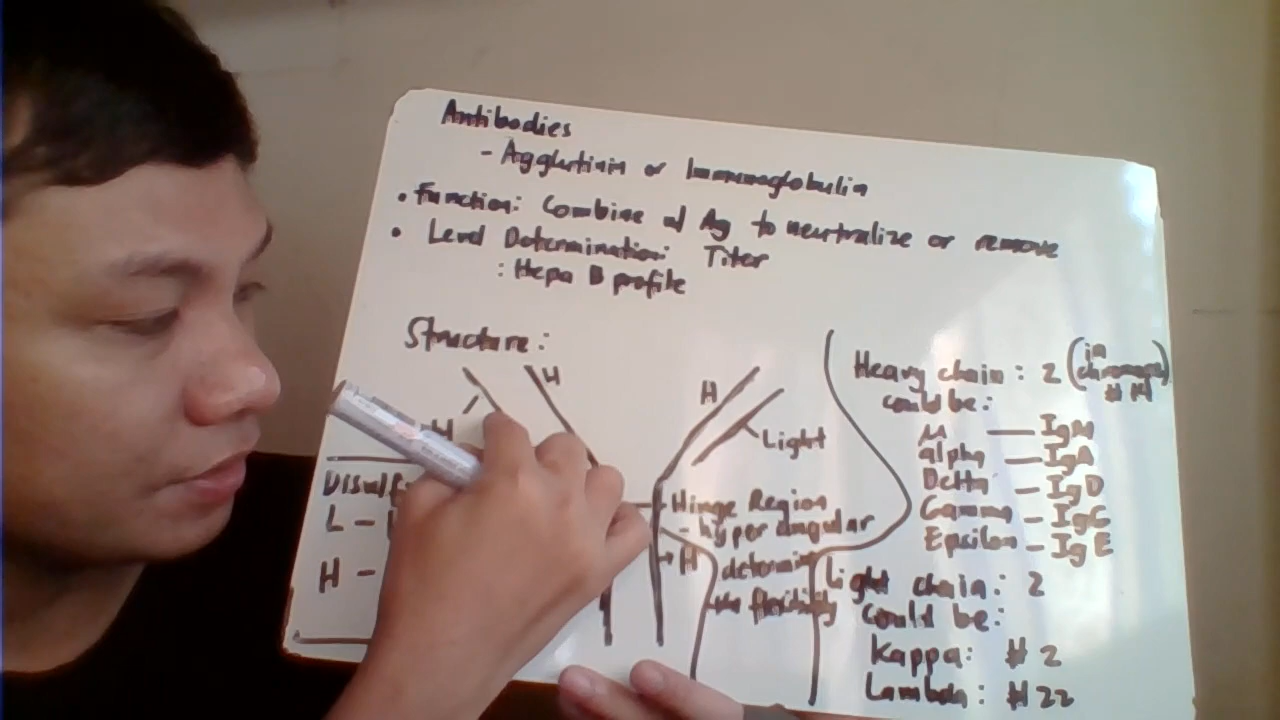 Antibodies
- Agglutinin or Immunoglobulin
• Function: Combine w/ Ag to neutralize or remove
• Level Determination: Titer
: Hepa B profile
Structure:
H
H
Light
Hinge Region
- hyper angular
H
determine
the flexibility
L -
H -
Heavy chain: 2 (in chromosome # 14)
could be:
M — IgM
alpha — IgA
Delta — IgD
Gamma — IgG
Epsilon — IgE
Light chain: 2
could be:
Kappa: # 2
Lambda: # 22